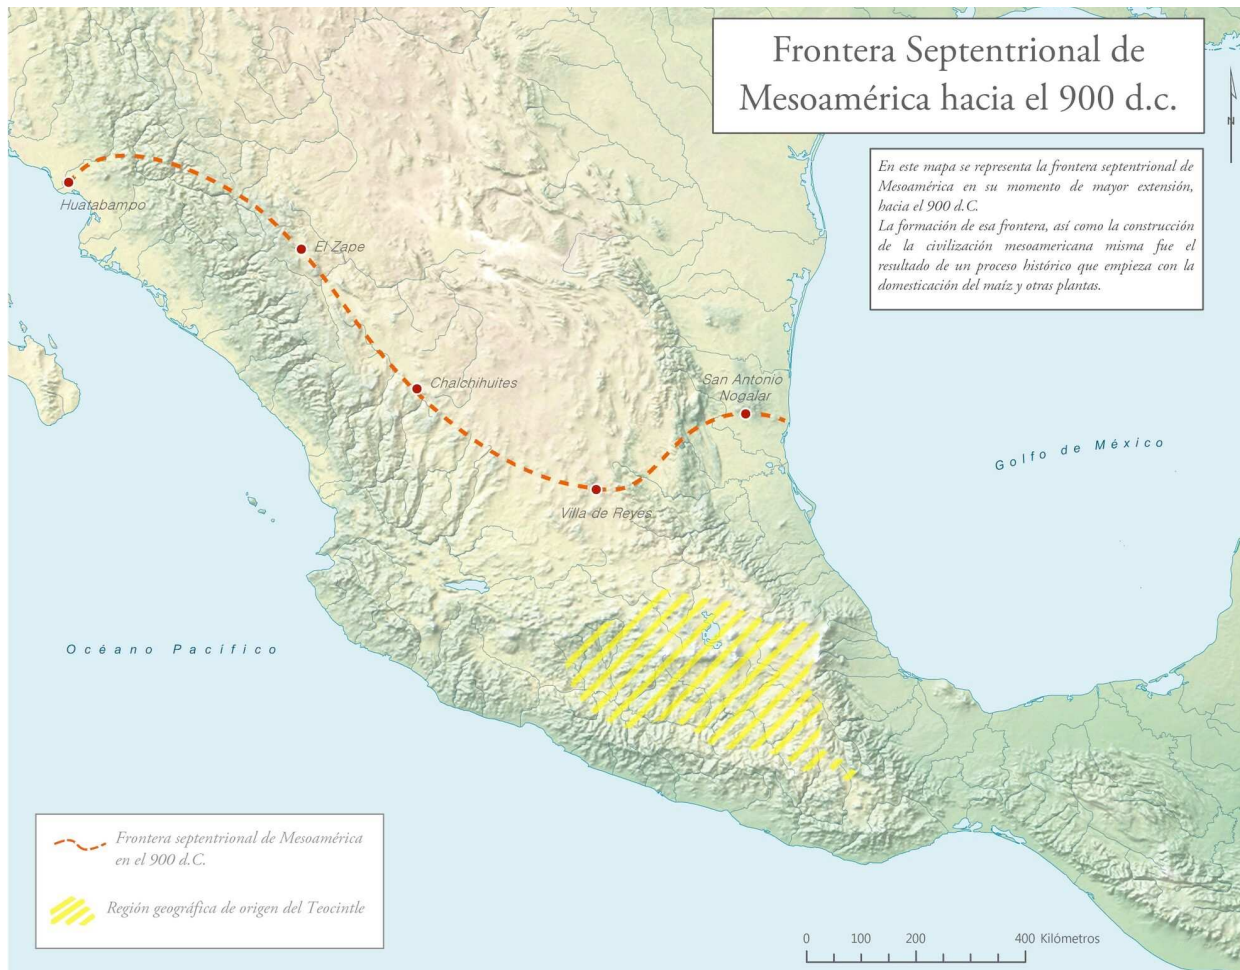 Frontera Septentrional de
Mesoamérica hacia el 900 d.c.
N
En este mapa se representa la frontera septentrional de
Mesoamérica en su momento de mayor extensión,
hacia el 900 d.C.
La formación de esa frontera, así como la construcción
de la civilización mesoamericana misma fue el
resultado de un proceso histórico que empieza con la
domesticación del maíz y otras plantas.
Huatabampo
El Zape
Chalchihuites
San Antonio
Nogalar
Villa de Reyes
Golfo de México
Océano Pacífico
Frontera septentrional de Mesoamérica
en el 900 d.C.
Región geográfica de origen del Teocintle
0 100 200 400 Kilómetros